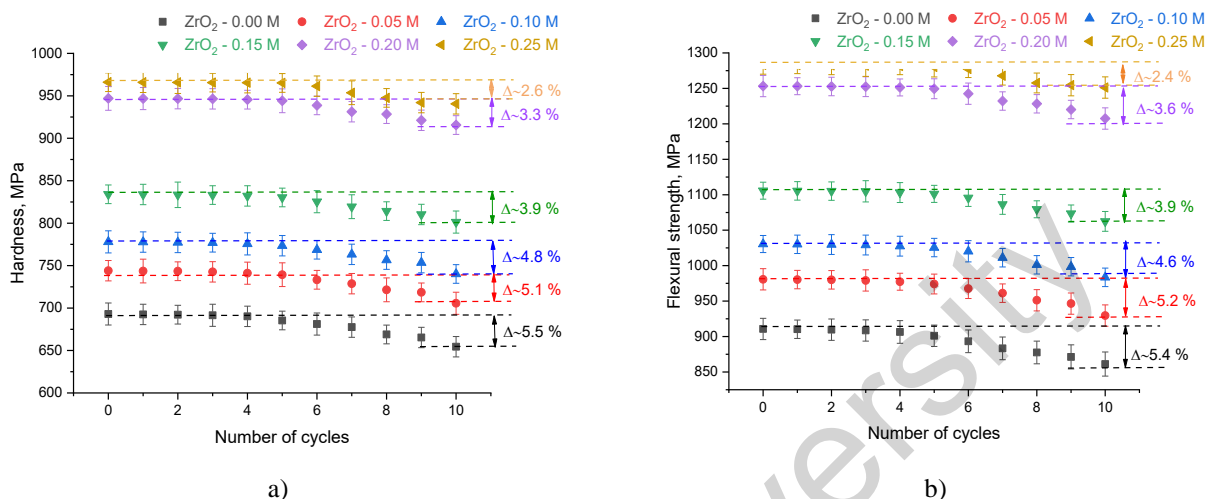 ZrO2 - 0.00 M ZrO2 - 0.05 M ZrO2 - 0.10 M
ZrO2 - 0.15 M ZrO2 - 0.20 M ZrO2 - 0.25 M
1000
950
900
850
800
750
700
650
600
Hardness, MPa
Δ~2.6 %
Δ~3.3 %
Δ~3.9 %
Δ~4.8 %
Δ~5.1 %
Δ~5.5 %
0 2 4 6 8 10
Number of cycles
a)
ZrO2 - 0.00 M ZrO2 - 0.05 M ZrO2 - 0.10 M
ZrO2 - 0.15 M ZrO2 - 0.20 M ZrO2 - 0.25 M
1300
1250
1200
1150
1100
1050
1000
950
900
850
Flexural strength, MPa
Δ~2.4 %
Δ~3.6 %
Δ~3.9 %
Δ~4.6 %
Δ~5.2 %
Δ~5.4 %
0 2 4 6 8 10
Number of cycles
b)
versity